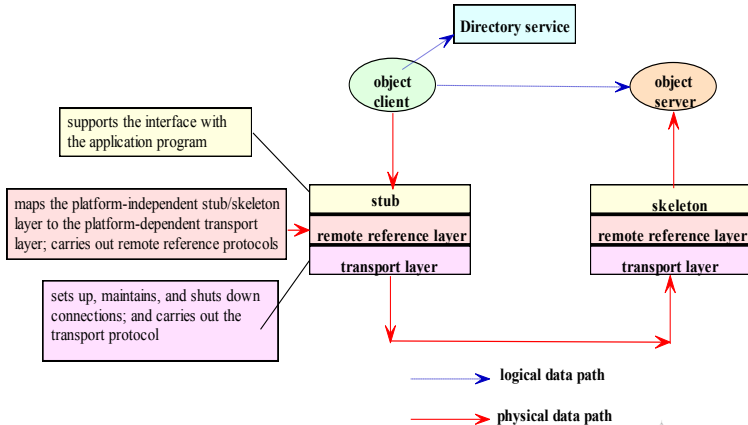 Directory service
object
client
object
server
supports the interface with
the application program
maps the platform-independent stub/skeleton
layer to the platform-dependent transport
layer; carries out remote reference protocols
sets up, maintains, and shuts down
connections; and carries out the
transport protocol
stub
remote reference layer
transport layer
skeleton
remote reference layer
transport layer
logical data path
physical data path